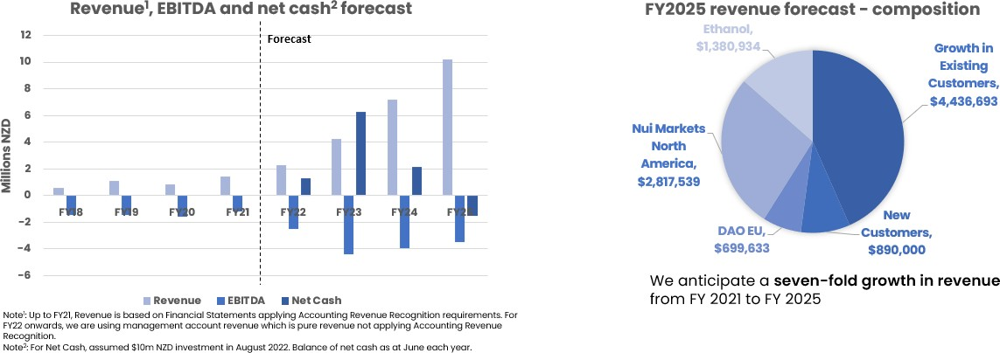 Revenue¹, EBITDA and net cash² forecast
Millions NZD
12
10
8
6
4
2
0
-2
-4
-6
Forecast
FY18 FY19 FY20 FY21 FY22 FY23 FY24 FY25
Revenue EBITDA Net Cash
Note¹: Up to FY21, Revenue is based on Financial Statements applying Accounting Revenue Recognition requirements. For
FY22 onwards, we are using management account revenue which is pure revenue not applying Accounting Revenue
Recognition.
Note²: For Net Cash, assumed $10m NZD investment in August 2022. Balance of net cash as at June each year.
FY2025 revenue forecast - composition
Ethanol,
$1,380,934
Growth in
Existing
Customers,
$4,436,693
Nui Markets
North
America,
$2,817,539
DAO EU,
$699,633
New
Customers,
$890,000
We anticipate a seven-fold growth in revenue
from FY 2021 to FY 2025